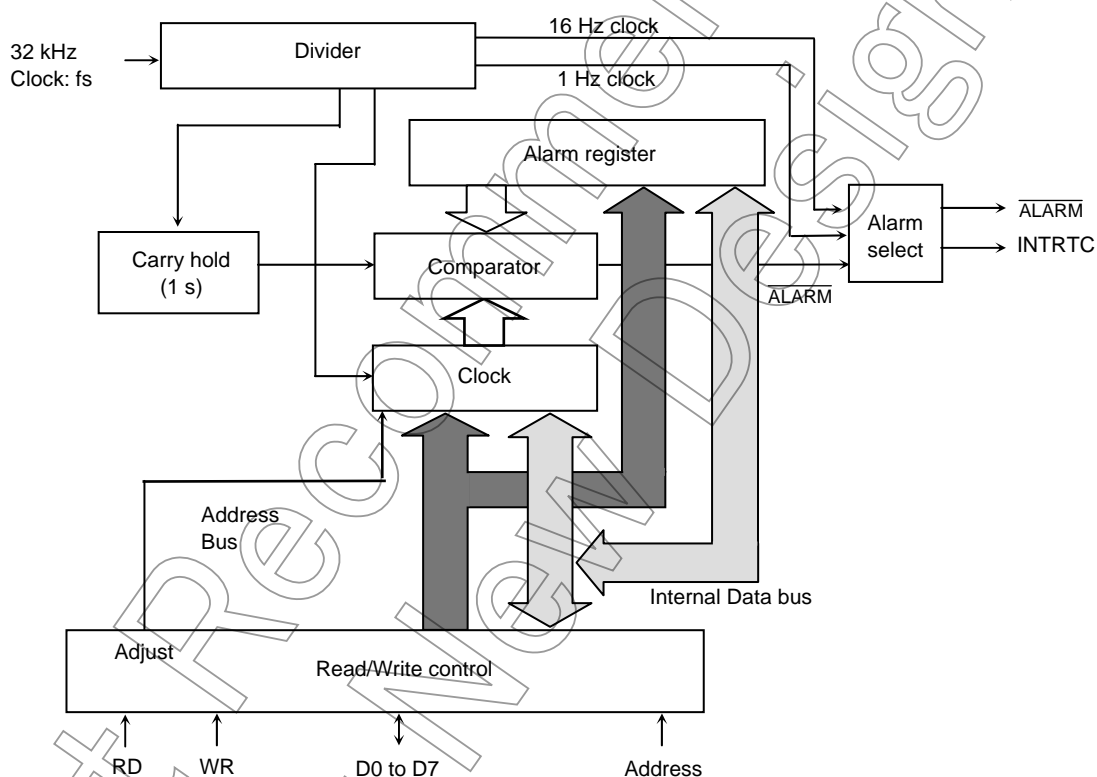 16 Hz clock
32 kHz
Clock: fs
Divider
1 Hz clock
Alarm register
Alarm
select
ALARM
INTRTC
Carry hold
(1 s)
Comparator
ALARM
Clock
Address
Bus
Internal Data bus
Adjust
Read/Write control
RD
WR
D0 to D7
Address